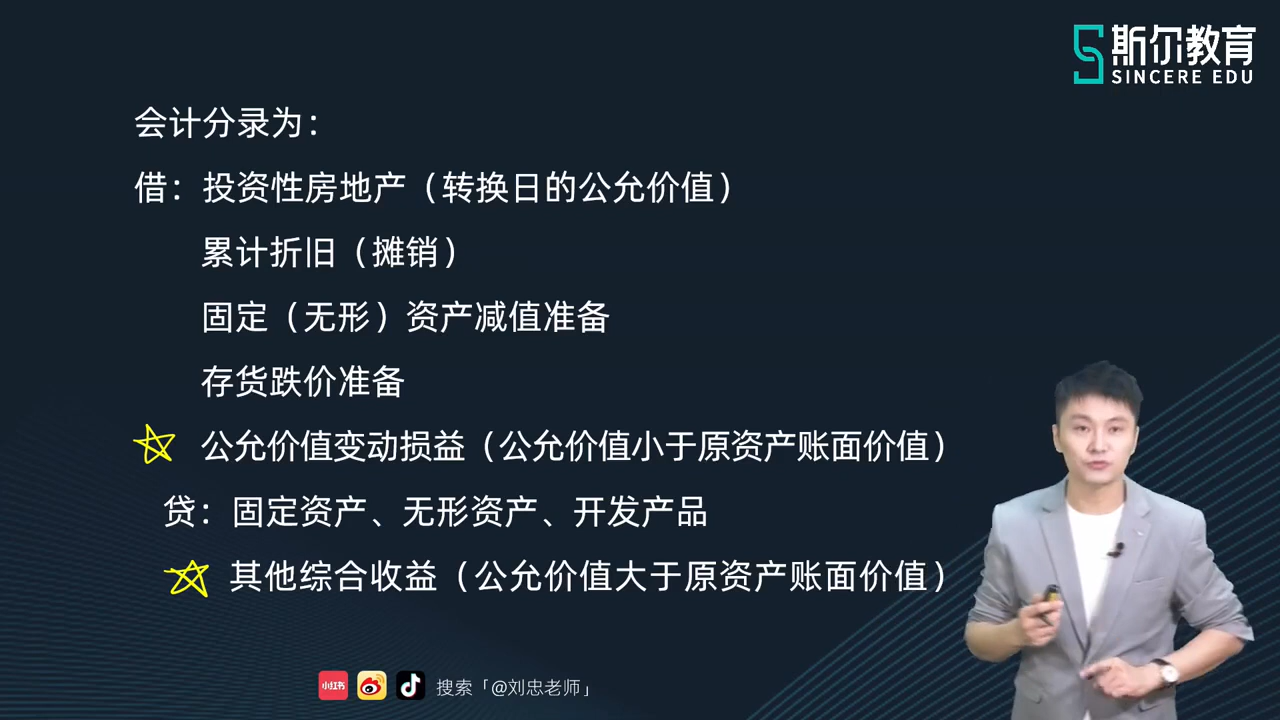 斯尔教育
SINCERE EDU
会计分录为：
借：投资性房地产（转换日的公允价值）
累计折旧（摊销）
固定（无形）资产减值准备
存货跌价准备
公允价值变动损益（公允价值小于原资产账面价值）
贷：固定资产、无形资产、开发产品
其他综合收益（公允价值大于原资产账面价值）
小红书 搜索「@刘忠老师」